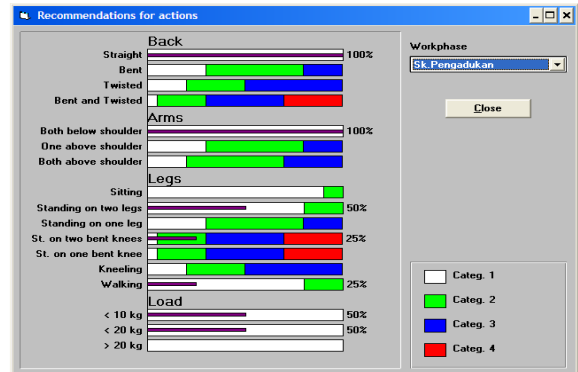 Recommendations for actions
Back
Straight 100%
Bent
Twisted
Bent and Twisted
Arms
Both below shoulder 100%
One above shoulder
Both above shoulder
Legs
Sitting
Standing on two legs 50%
Standing on one leg
St. on two bent knees 25%
St. on one bent knee
Kneeling
Walking 25%
Load
< 10 kg 50%
< 20 kg 50%
> 20 kg
Workphase
Sk.Pengadukan
Close
Categ. 1
Categ. 2
Categ. 3
Categ. 4